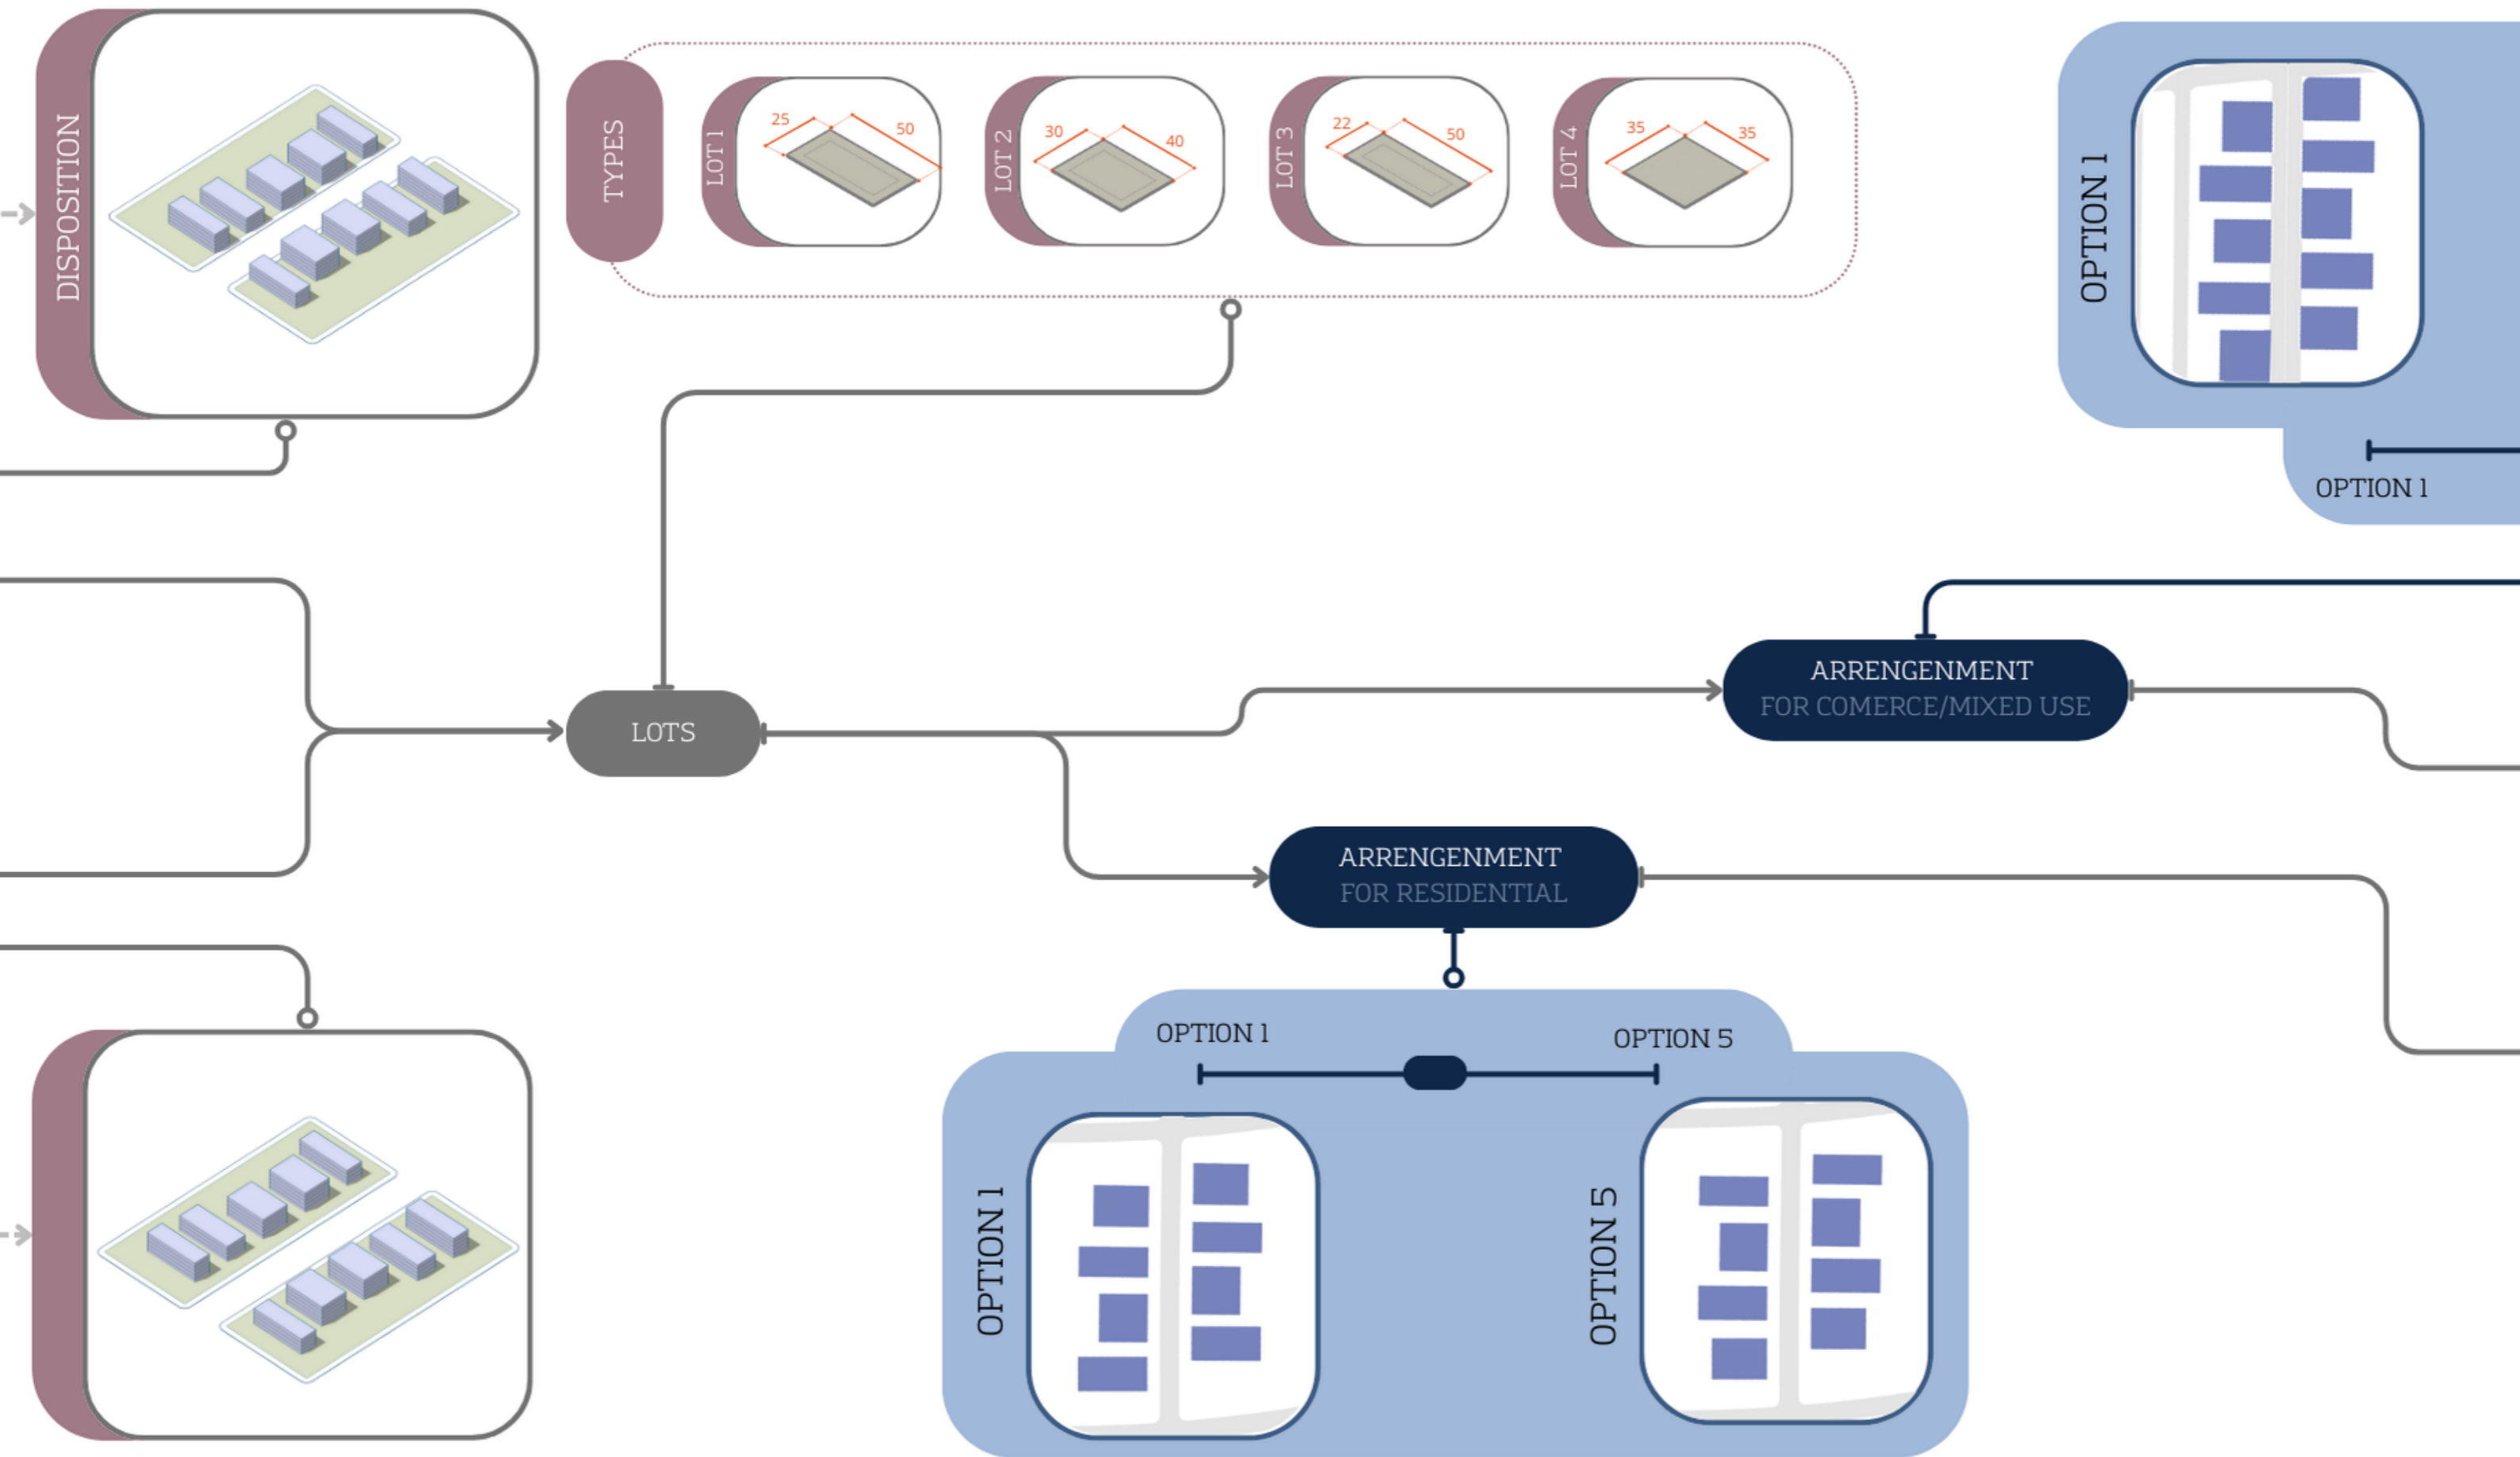 DISPOSITION
TYPES
LOT 1
25
50
LOT 2
30
40
LOT 3
22
50
LOT 4
35
35
OPTION 1
OPTION 1
LOTS
ARRENGENMENT
FOR COMERCE/MIXED USE
ARRENGENMENT
FOR RESIDENTIAL
OPTION 1
OPTION 5
OPTION 1
OPTION 5